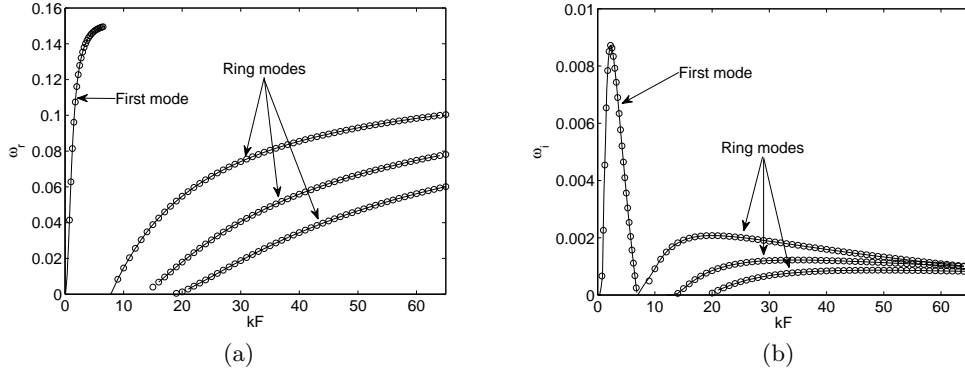 0.16
0.14
0.12
0.1
0.08
0.06
0.04
0.02
0
ω_r
0 10 20 30 40 50 60
kF
First mode
Ring modes
(a)
0.01
0.008
0.006
0.004
0.002
0
ω_i
0 10 20 30 40 50 60
kF
First mode
Ring modes
(b)